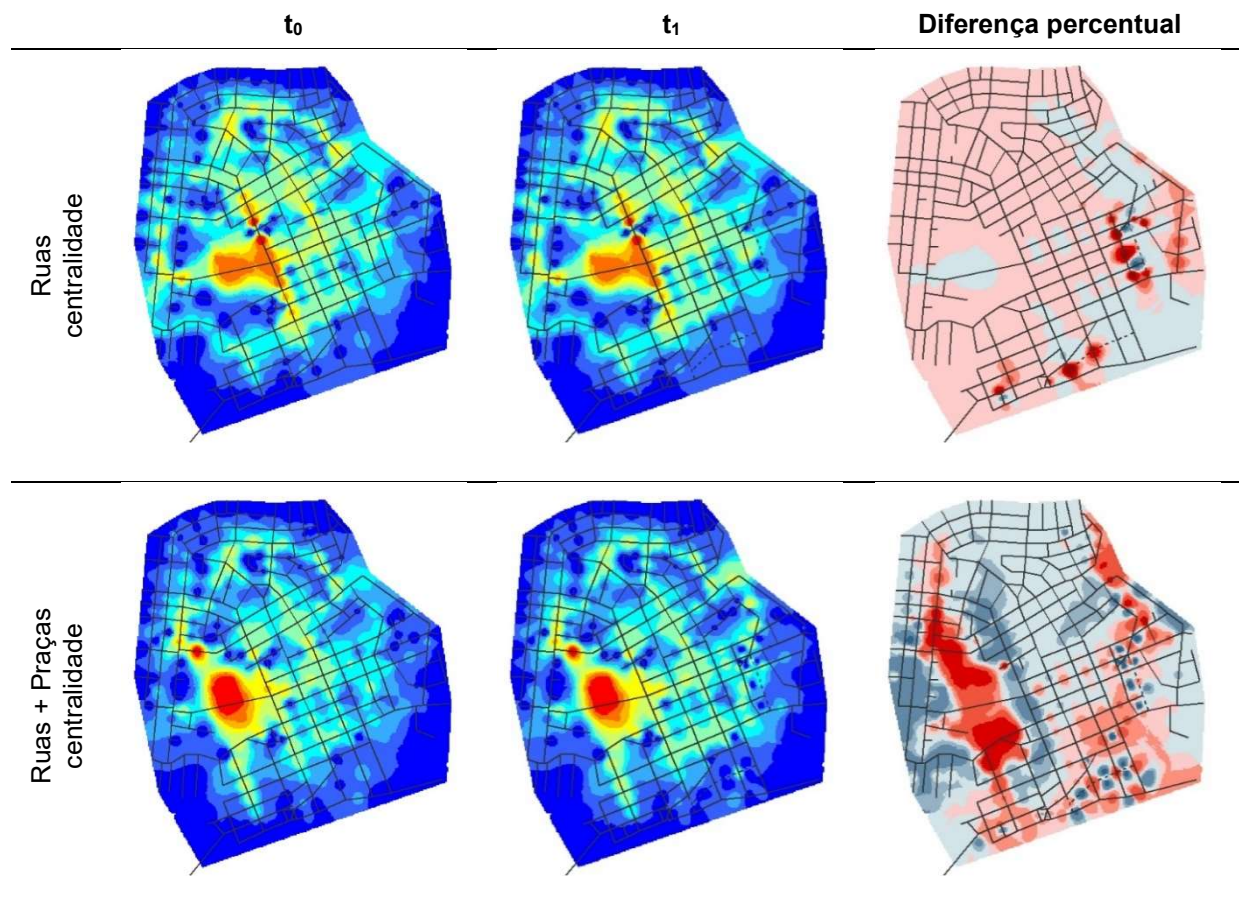 t₀ t₁ Diferença percentual
Ruas
centralidade
Ruas + Praças
centralidade